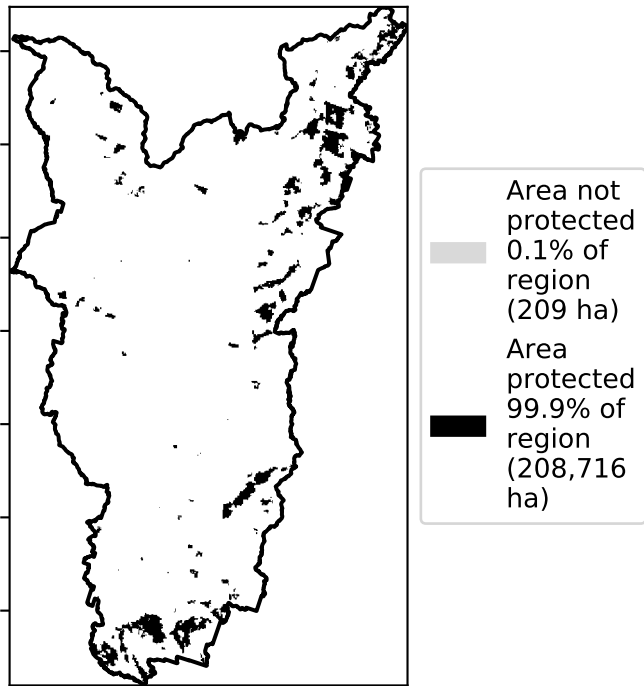 Area not
protected
0.1% of
region
(209 ha)
Area
protected
99.9% of
region
(208,716
ha)